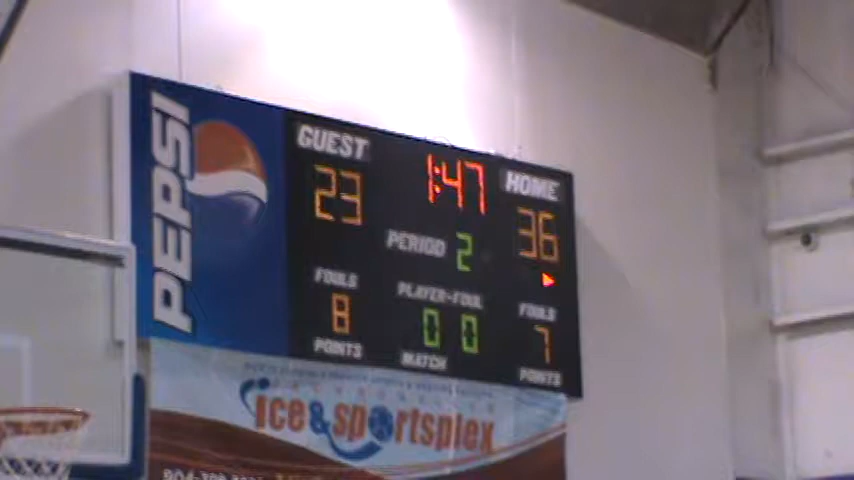 PEPSI
GUEST 1:47 HOME
23 36
PERIOD 2
FOULS PLAYER-FOUL FOULS
8 0 0 7
POINTS MATCH POINTS
ice & sportsplex